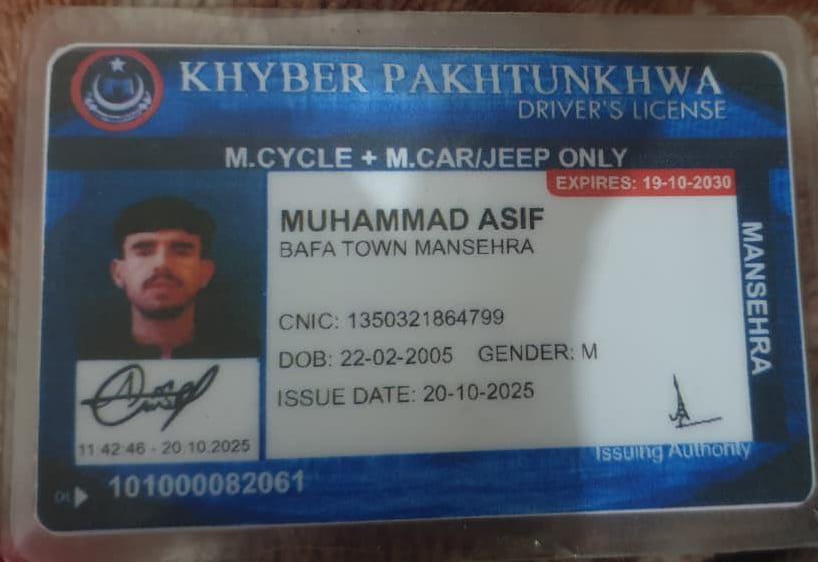 KHYBER PAKHTUNKHWA
DRIVER'S LICENSE
M.CYCLE + M.CAR/JEEP ONLY
EXPIRES: 19-10-2030
MUHAMMAD ASIF
BAFA TOWN MANSEHRA
MANSEHRA
CNIC: 1350321864799
DOB: 22-02-2005 GENDER: M
ISSUE DATE: 20-10-2025
11:42:46 - 20.10.2025
Issuing Authority
DL 101000082061